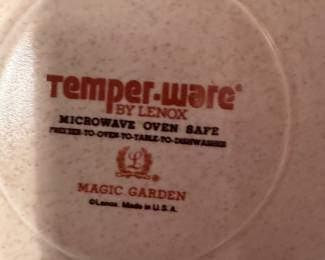 Temper-ware®
BY LENOX
MICROWAVE OVEN SAFE
FREEZER-TO-OVEN-TO-TABLE-TO-DISHWASHER
L
MAGIC GARDEN
©Lenox. Made in U.S.A.